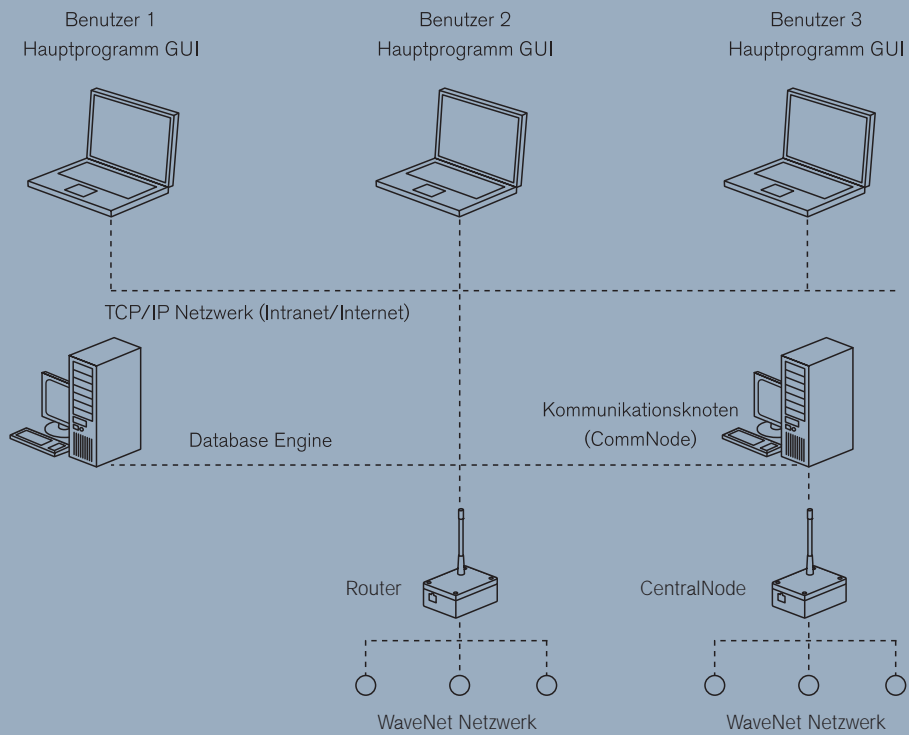 Benutzer 1
Hauptprogramm GUI
Benutzer 2
Hauptprogramm GUI
Benutzer 3
Hauptprogramm GUI
TCP/IP Netzwerk (Intranet/Internet)
Database Engine
Kommunikationsknoten
(CommNode)
Router
CentralNode
WaveNet Netzwerk
WaveNet Netzwerk